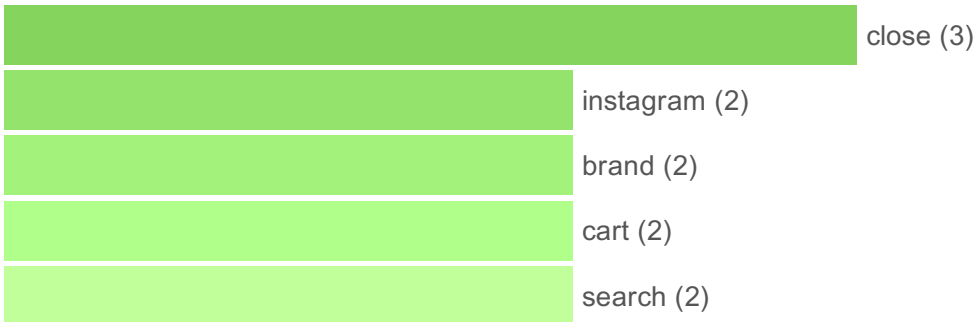 close (3)
instagram (2)
brand (2)
cart (2)
search (2)